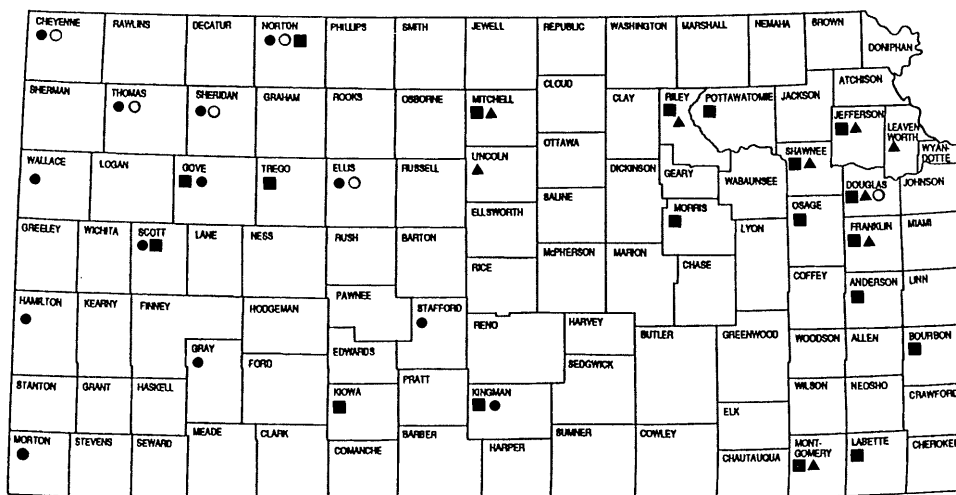 CHEYENNE
RAWLINS
DECATUR
NORTON
PHILLIPS
SMITH
JEWELL
REPUBLIC
WASHINGTON
MARSHALL
NEMAHA
BROWN
DONIPHAN
SHERMAN
THOMAS
SHERIDAN
GRAHAM
ROOKS
OSBORNE
MITCHELL
CLOUD
CLAY
RILEY
POTTAWATOMIE
JACKSON
ATCHISON
JEFFERSON
LEAVEN
WORTH
WYAN-
DOTTE
WALLACE
LOGAN
GOVE
TREGO
ELLIS
RUSSELL
LINCOLN
OTTAWA
DICKINSON
GEARY
WABAUNSEE
SHAWNEE
DOUGLAS
JOHNSON
GREELEY
WICHITA
SCOTT
LANE
NESS
RUSH
BARTON
ELLSWORTH
SALINE
MORRIS
LYON
OSAGE
FRANKLIN
MIAMI
HAMILTON
KEARNY
FINNEY
HODGEMAN
PAWNEE
STAFFORD
RICE
McPHERSON
MARION
CHASE
COFFEY
ANDERSON
LINN
GRAY
FORD
EDWARDS
RENO
HARVEY
SEDGWICK
BUTLER
GREENWOOD
WOODSON
ALLEN
BOURBON
STANTON
GRANT
HASKELL
KIOWA
PRATT
KINGMAN
ELK
WILSON
NEOSHO
CRAWFORD
MORTON
STEVENS
SEWARD
MEADE
CLARK
COMANCHE
BARBER
HARPER
SUMNER
COWLEY
CHAUTAUQUA
MONT-
GOMERY
LABETTE
CHEROKEE